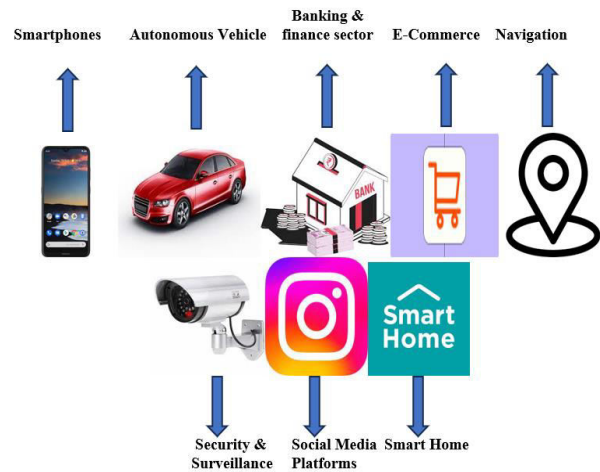 Smartphones
Autonomous Vehicle
Banking &
finance sector
E-Commerce
Navigation
BANK
Smart
Home
Security &
Surveillance
Social Media
Platforms
Smart Home